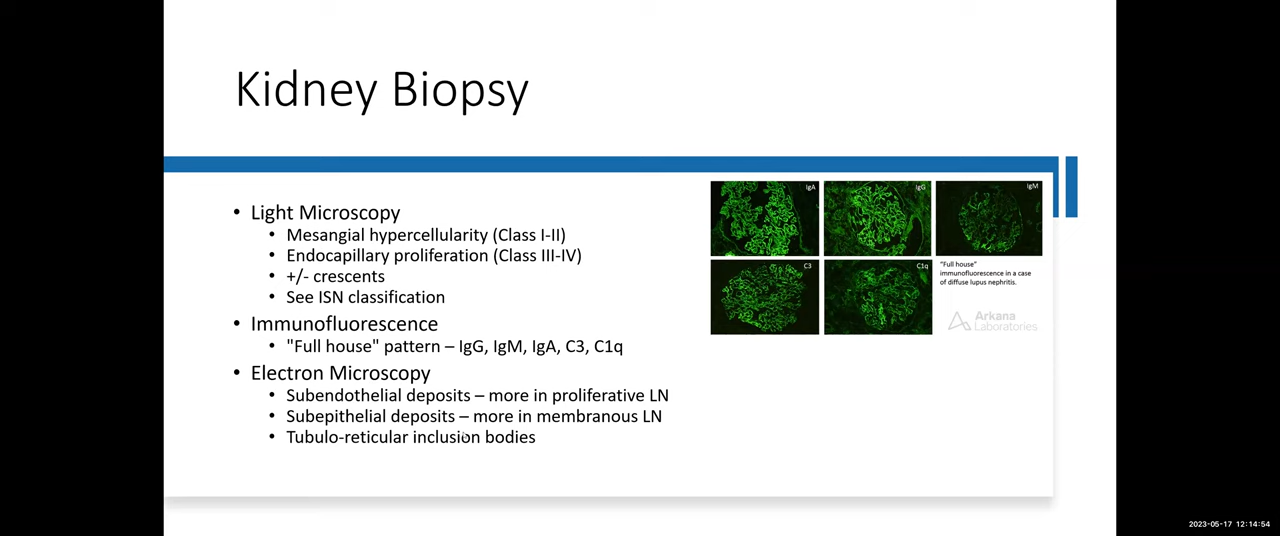 Kidney Biopsy
• Light Microscopy
• Mesangial hypercellularity (Class I-II)
• Endocapillary proliferation (Class III-IV)
• +/- crescents
• See ISN classification
• Immunofluorescence
• "Full house" pattern – IgG, IgM, IgA, C3, C1q
• Electron Microscopy
• Subendothelial deposits – more in proliferative LN
• Subepithelial deposits – more in membranous LN
• Tubulo-reticular inclusion bodies
IgA
IgG
IgM
C3
C1q
"Full house"
immunofluorescence in a case
of diffuse lupus nephritis.
Arkana
Laboratories
2023-05-17 12:14:54